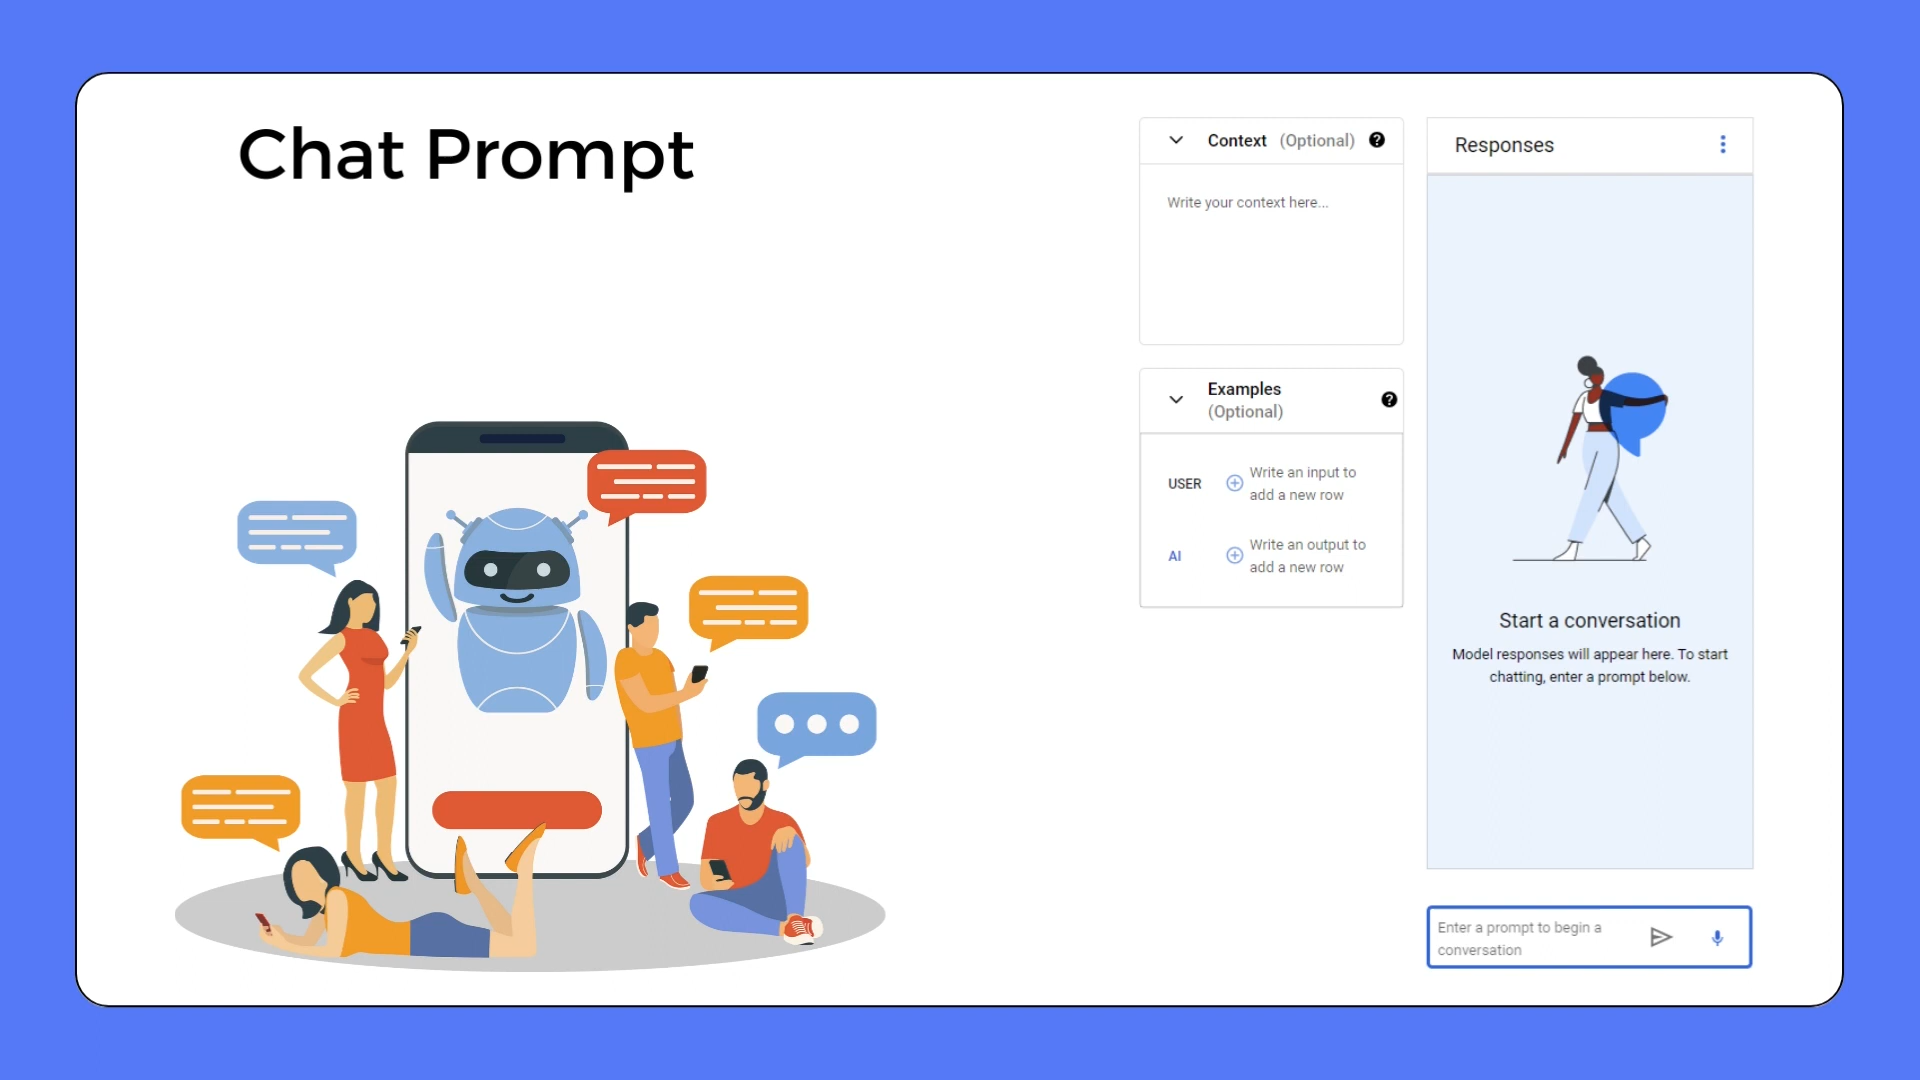 Chat Prompt
Context (Optional)
Write your context here...
Examples
(Optional)
USER
Write an input to
add a new row
AI
Write an output to
add a new row
Responses
Start a conversation
Model responses will appear here. To start
chatting, enter a prompt below.
Enter a prompt to begin a
conversation